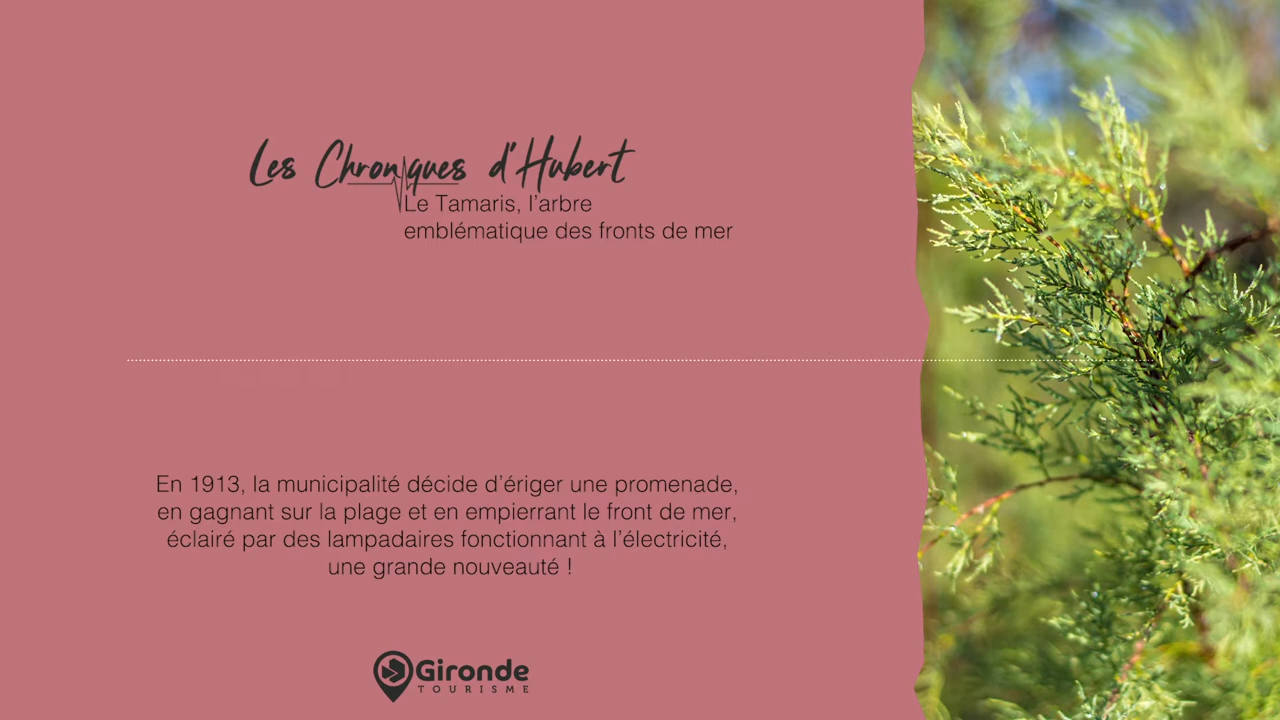 Les Chroniques d'Hubert
Le Tamaris, l'arbre
emblématique des fronts de mer
En 1913, la municipalité décide d'ériger une promenade,
en gagnant sur la plage et en empierrant le front de mer,
éclairé par des lampadaires fonctionnant à l'électricité,
une grande nouveauté !
Gironde
TOURISME